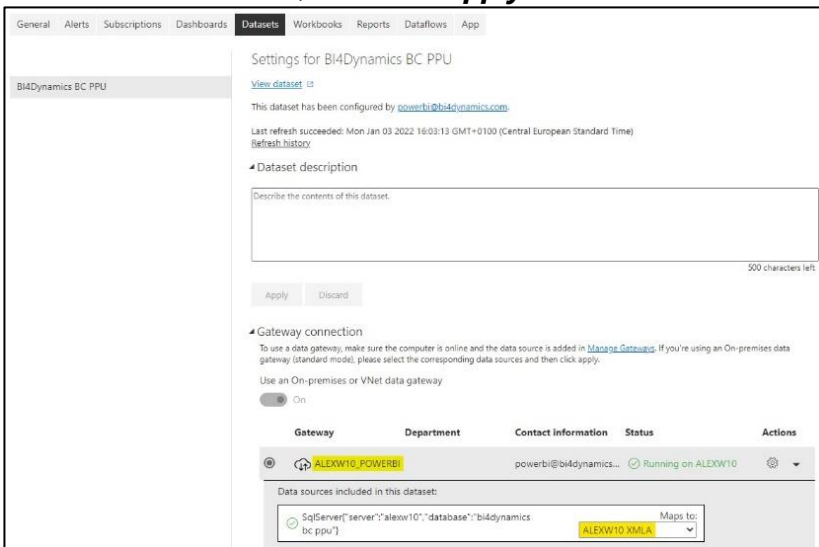 General Alerts Subscriptions Dashboards Datasets Workbooks Reports Dataflows App
Settings for BI4Dynamics BC PPU
BI4Dynamics BC PPU
View dataset
This dataset has been configured by powerbi@bi4dynamics.com.
Last refresh succeeded: Mon Jan 03 2022 16:03:13 GMT+0100 (Central European Standard Time)
Refresh history
Dataset description
Describe the contents of this dataset.
500 characters left
Apply Discard
Gateway connection
To use a data gateway, make sure the computer is online and the data source is added in Manage Gateways. If you're using an On-premises data
gateway (standard mode), please select the corresponding data sources and then click apply.
Use an On-premises or VNet data gateway
On
Gateway Department Contact information Status Actions
ALEXW10_POWERBI powerbi@bi4dynamics... Running on ALEXW10
Data sources included in this dataset:
SqlServer{"server":"alexw10","database":"bi4dynamics
bc ppu"}
Maps to:
ALEXW10 XMLA